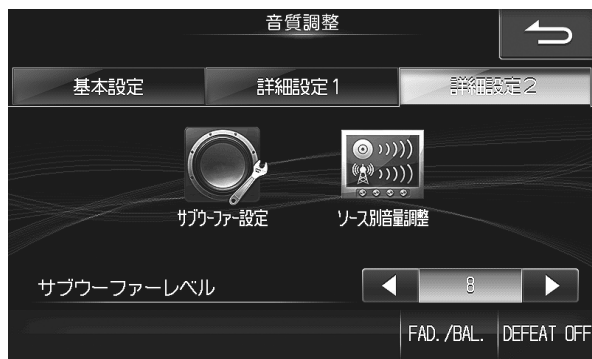 音質調整
基本設定 詳細設定1 詳細設定2
サブウーファー設定 ソース別音量調整
サブウーファーレベル 8
FAD./BAL. DEFEAT OFF